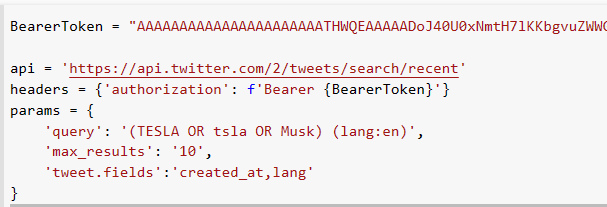 BearerToken = "AAAAAAAAAAAAAAAAAAAAAATHWQEAAAAADoJ40U0xNmtH7lKKbgvuZWWC
api = 'https://api.twitter.com/2/tweets/search/recent'
headers = {'authorization': f'Bearer {BearerToken}'}
params = {
    'query': '(TESLA OR tsla OR Musk) (lang:en)',
    'max_results': '10',
    'tweet.fields':'created_at,lang'
}